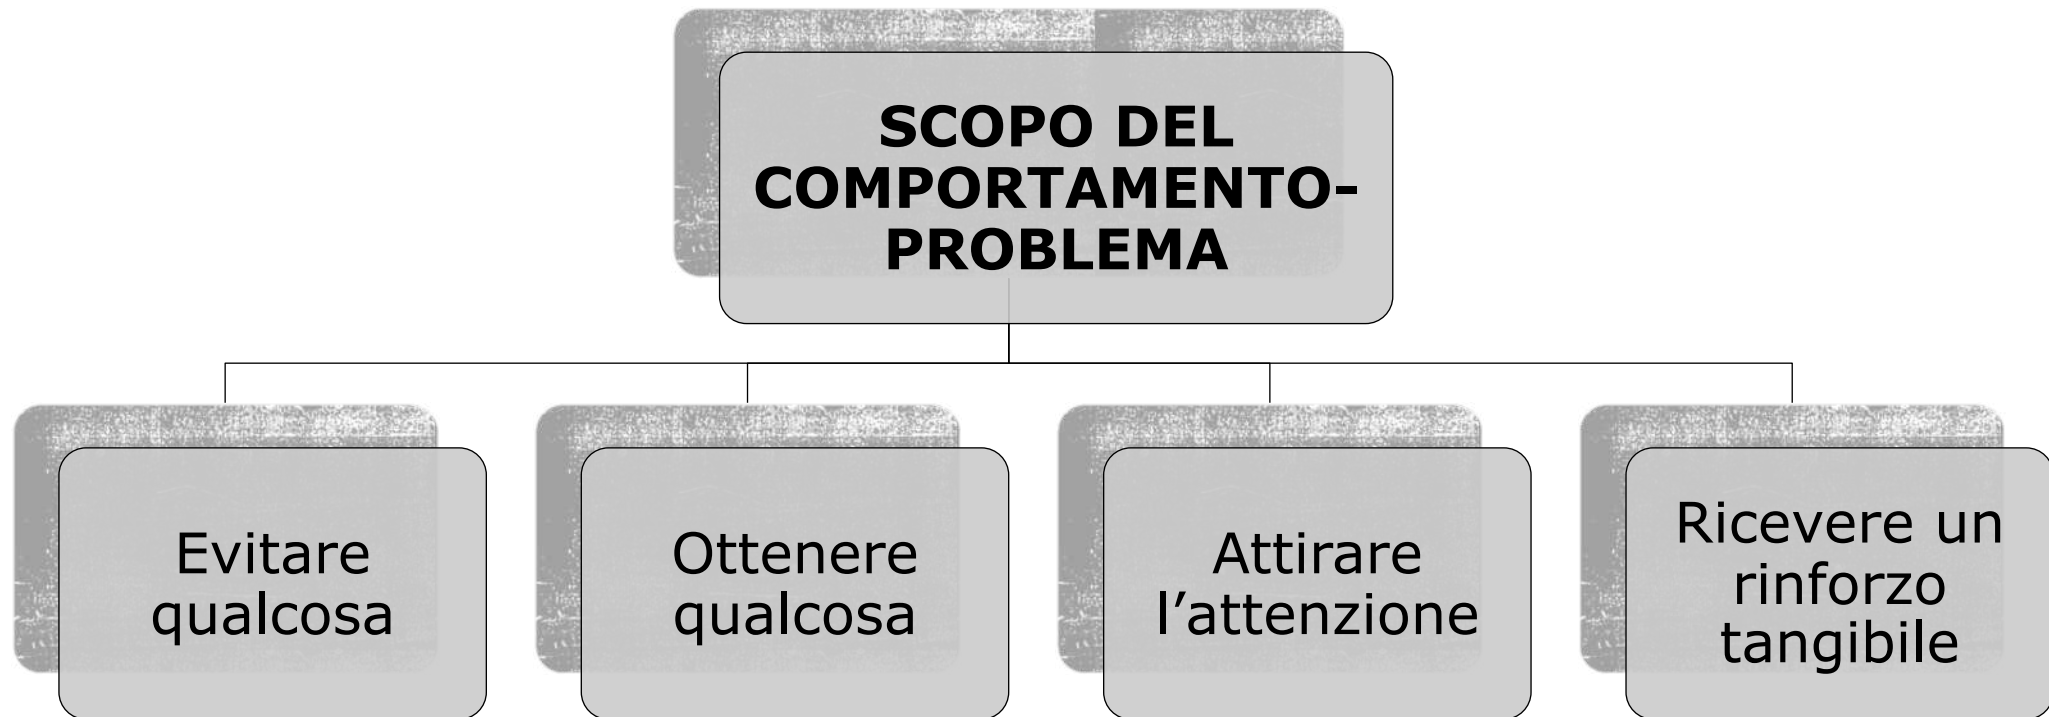 SCOPO DEL
COMPORTAMENTO-
PROBLEMA
Evitare
qualcosa
Ottenere
qualcosa
Attirare
l’attenzione
Ricevere un
rinforzo
tangibile